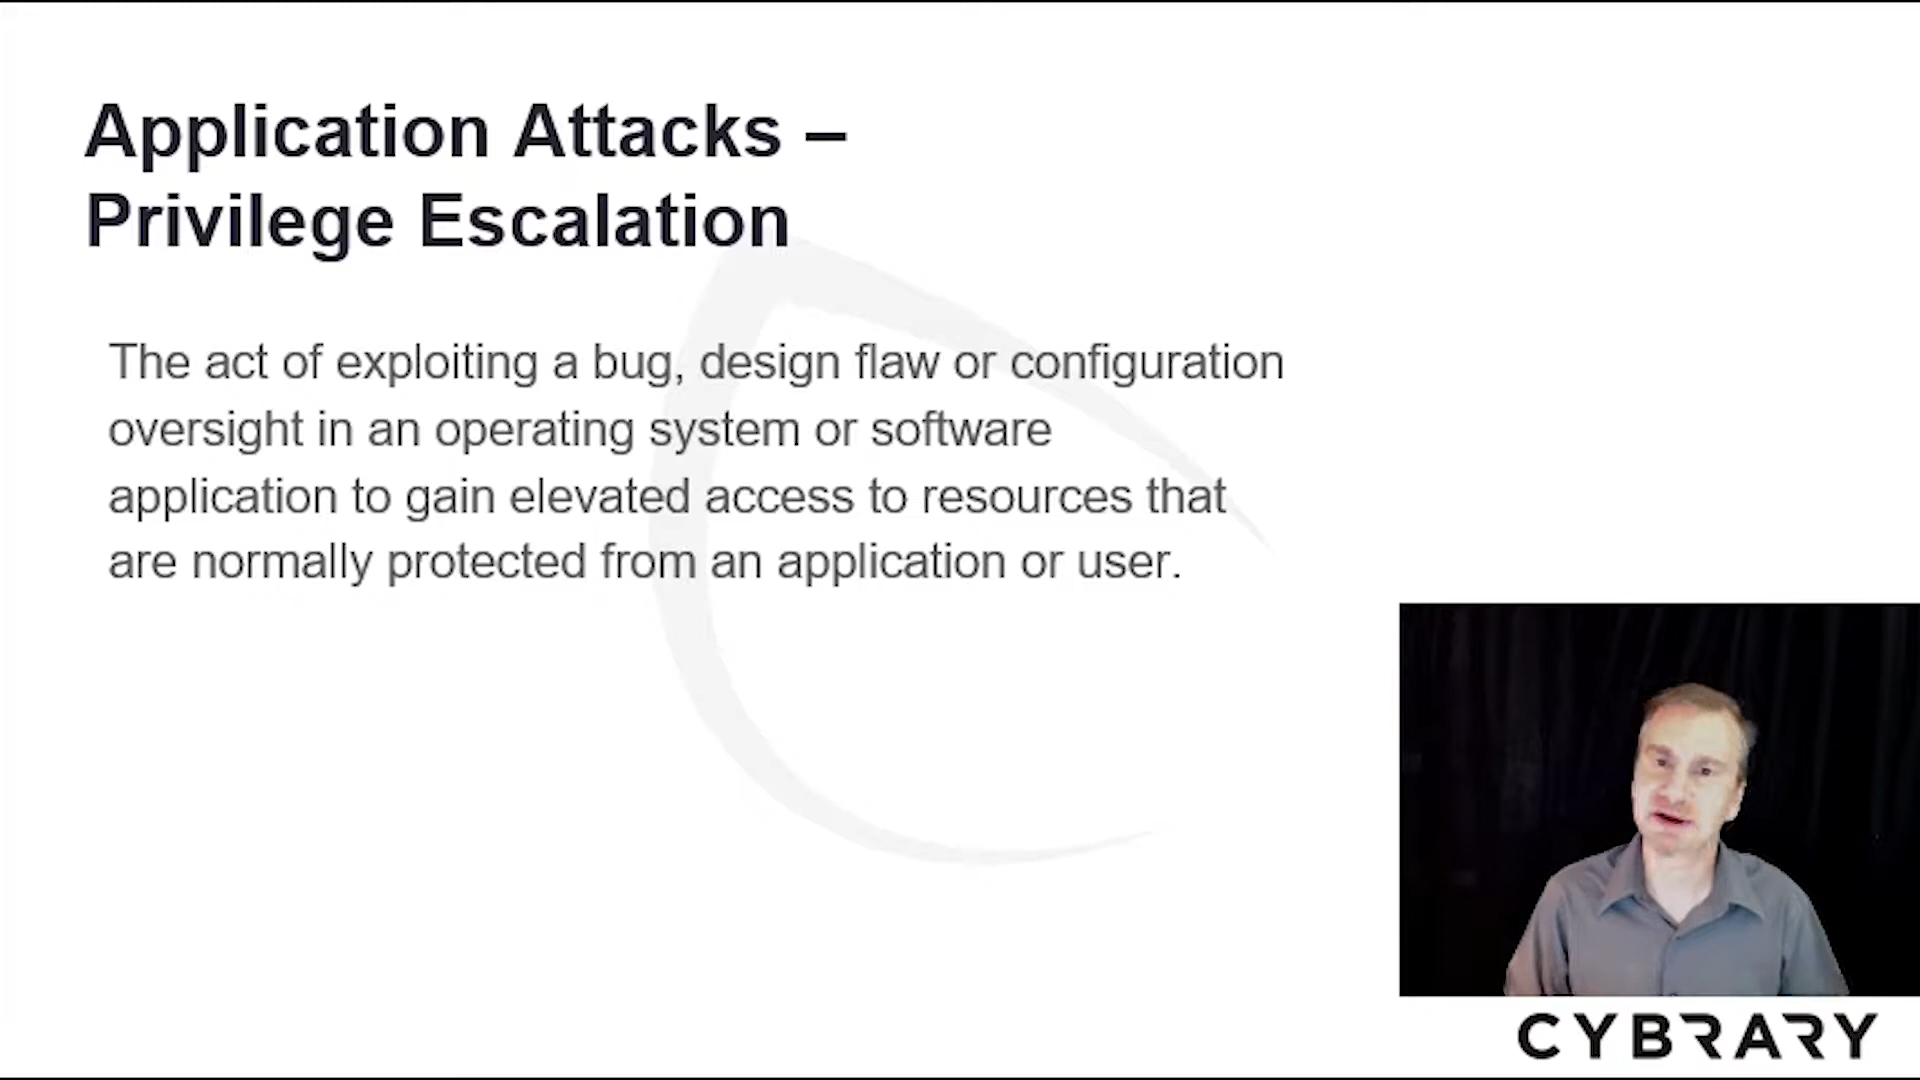 Application Attacks –
Privilege Escalation
The act of exploiting a bug, design flaw or configuration
oversight in an operating system or software
application to gain elevated access to resources that
are normally protected from an application or user.
CYBRARY